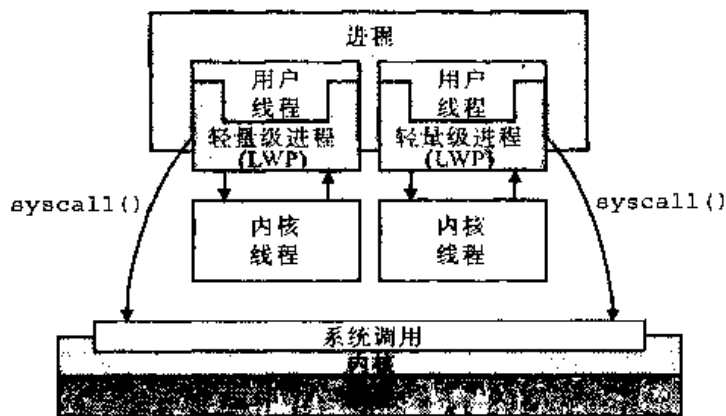 进程
用户
线程
用户
线程
轻量级进程
(LWP)
轻量级进程
(LWP)
syscall()
syscall()
内核
线程
内核
线程
系统调用
内核